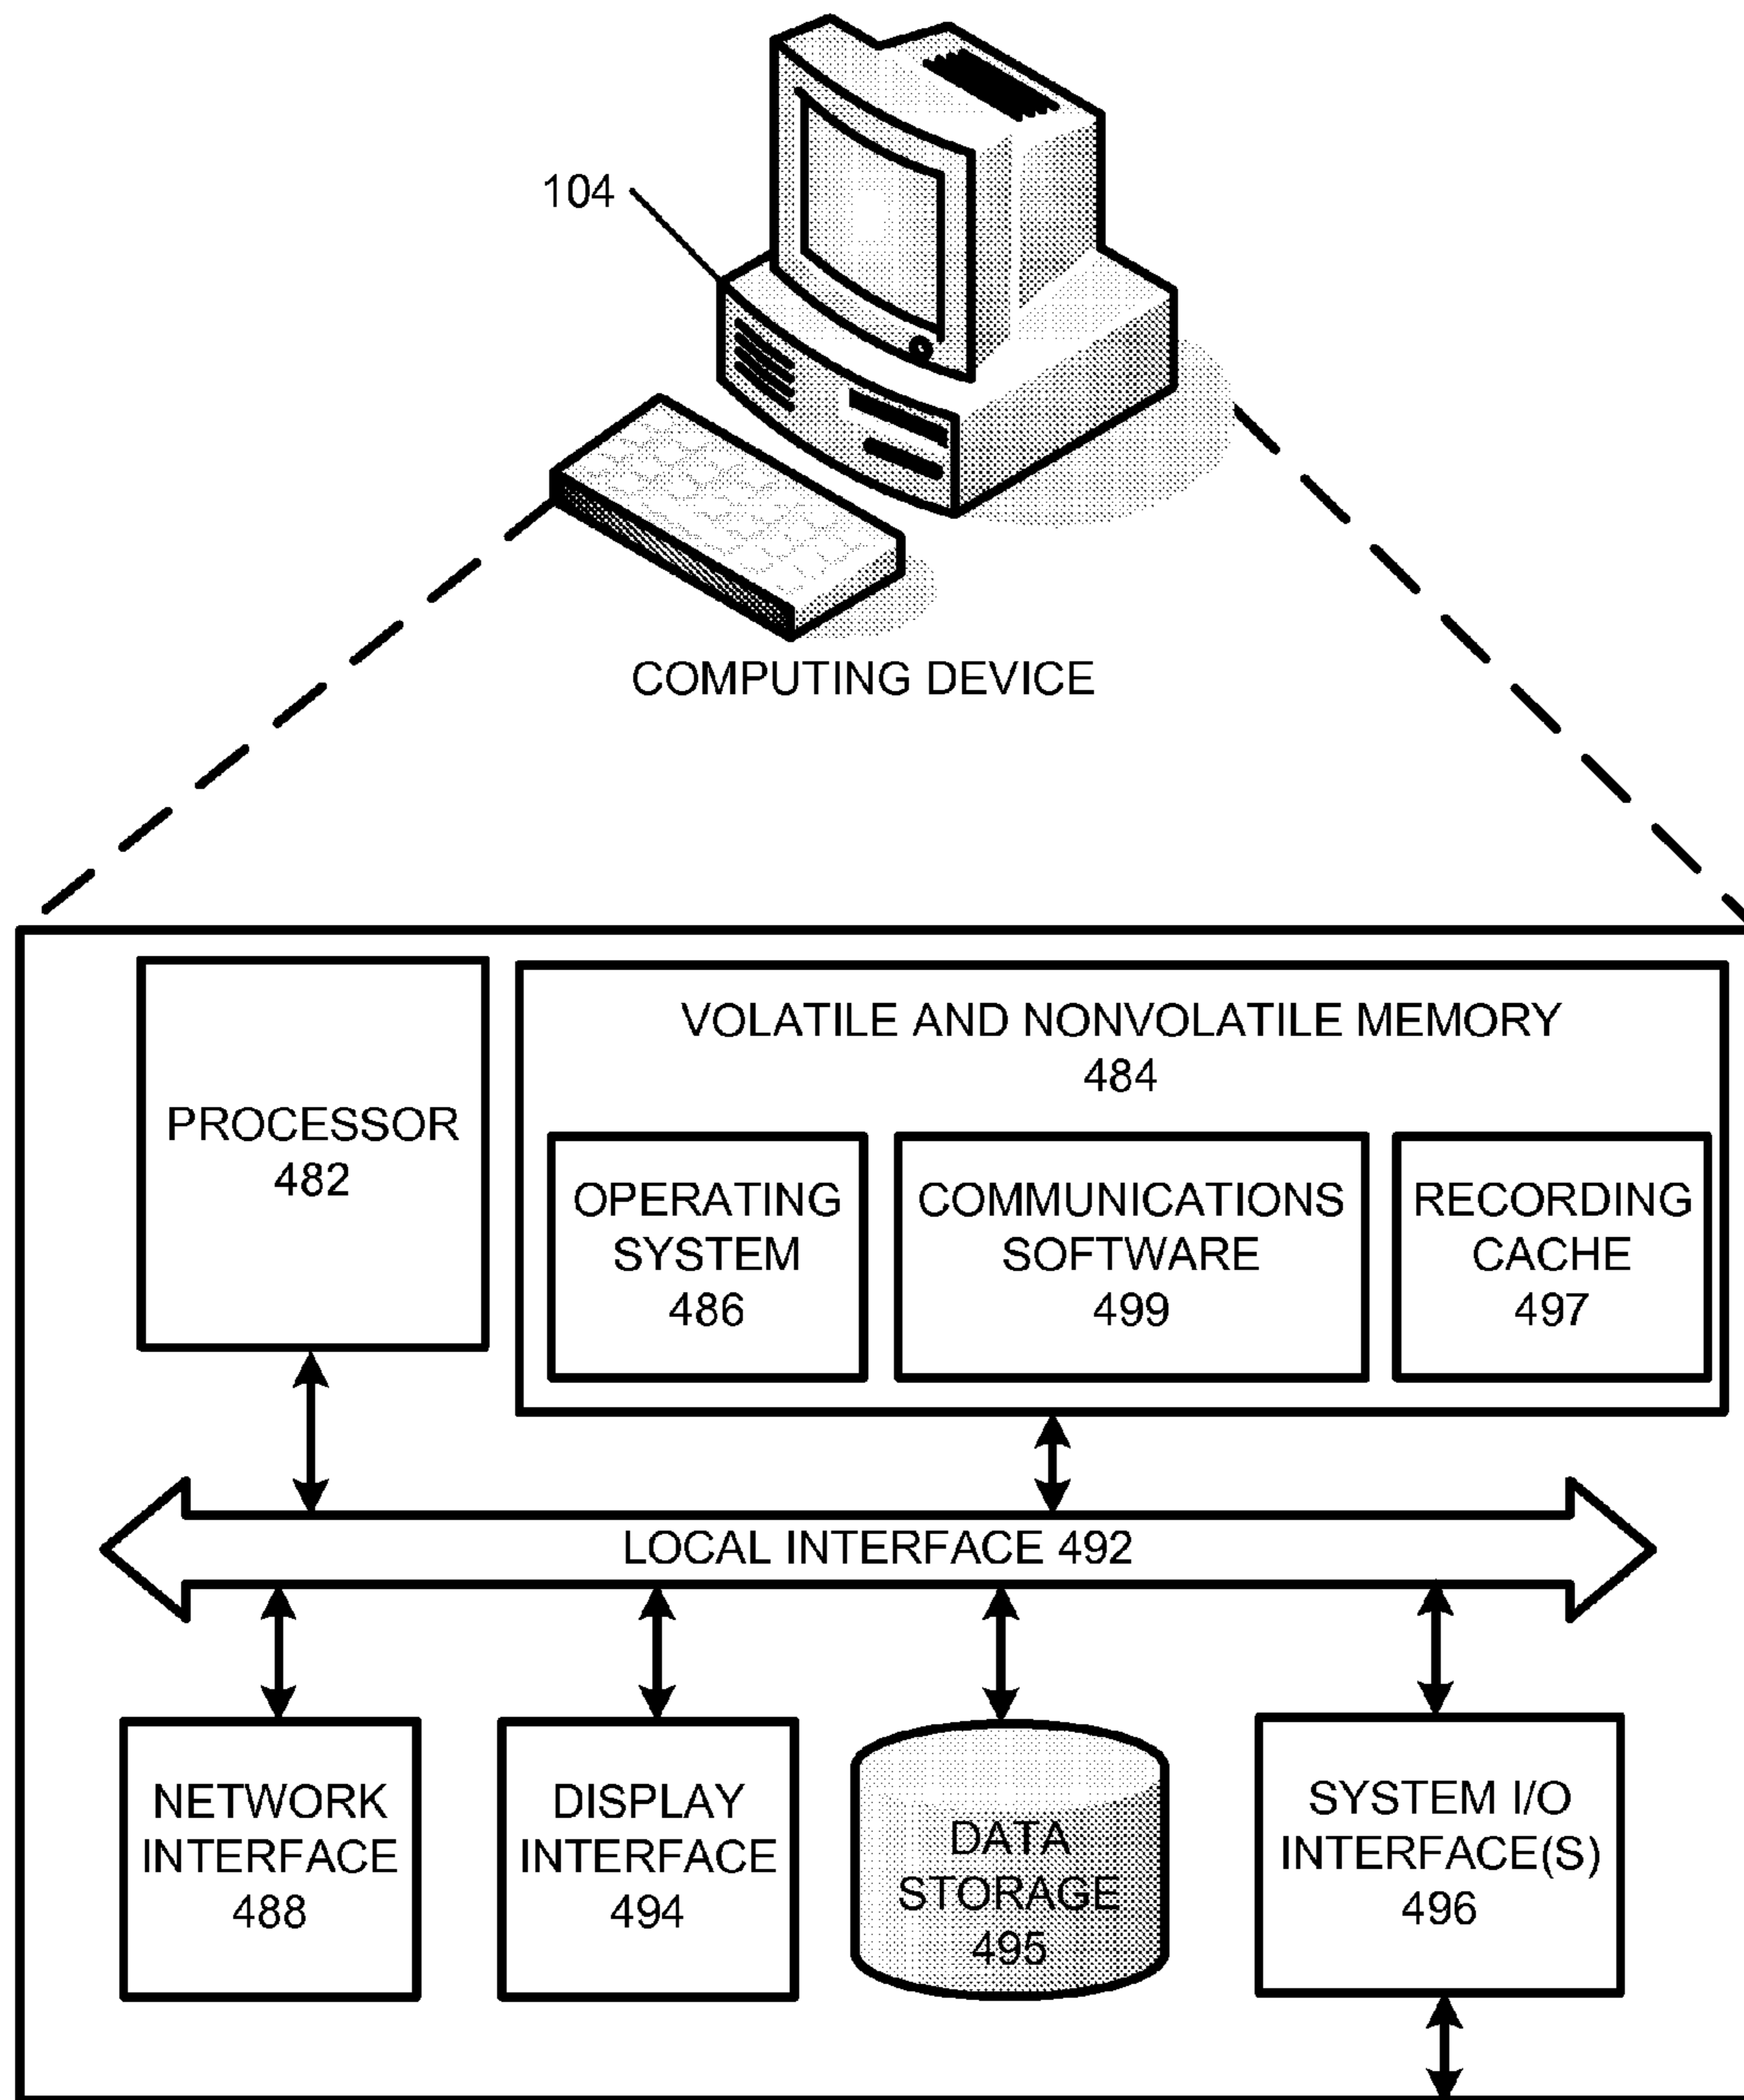 104
COMPUTING DEVICE
VOLATILE AND NONVOLATILE MEMORY
484
PROCESSOR
482
OPERATING
SYSTEM
486
COMMUNICATIONS
SOFTWARE
499
RECORDING
CACHE
497
LOCAL INTERFACE 492
NETWORK
INTERFACE
488
DISPLAY
INTERFACE
494
DATA
STORAGE
495
SYSTEM I/O
INTERFACE(S)
496